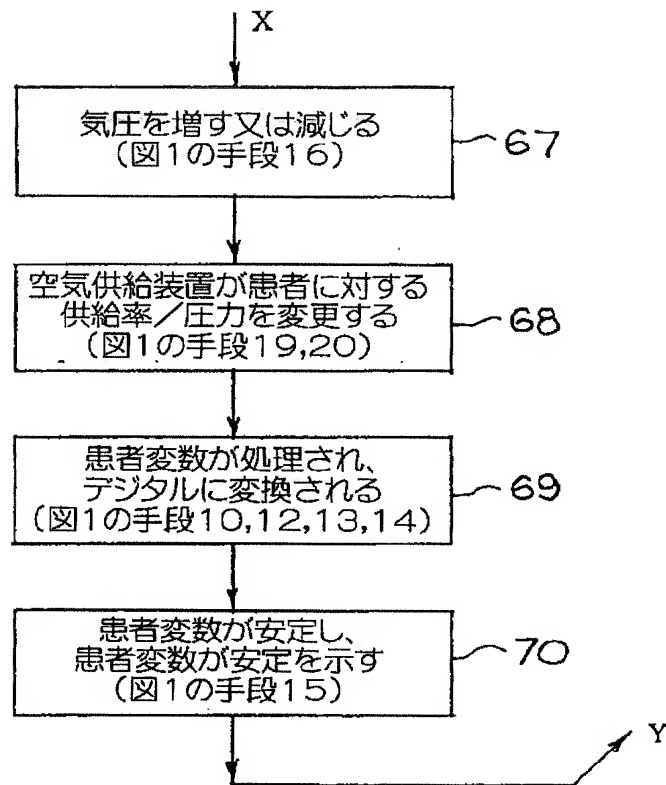 X
気圧を増す又は減じる
(図1の手段16)
67
空気供給装置が患者に対する
供給率／圧力を変更する
(図1の手段19,20)
68
患者変数が処理され、
デジタルに変換される
(図1の手段10,12,13,14)
69
患者変数が安定し、
患者変数が安定を示す
(図1の手段15)
70
Y